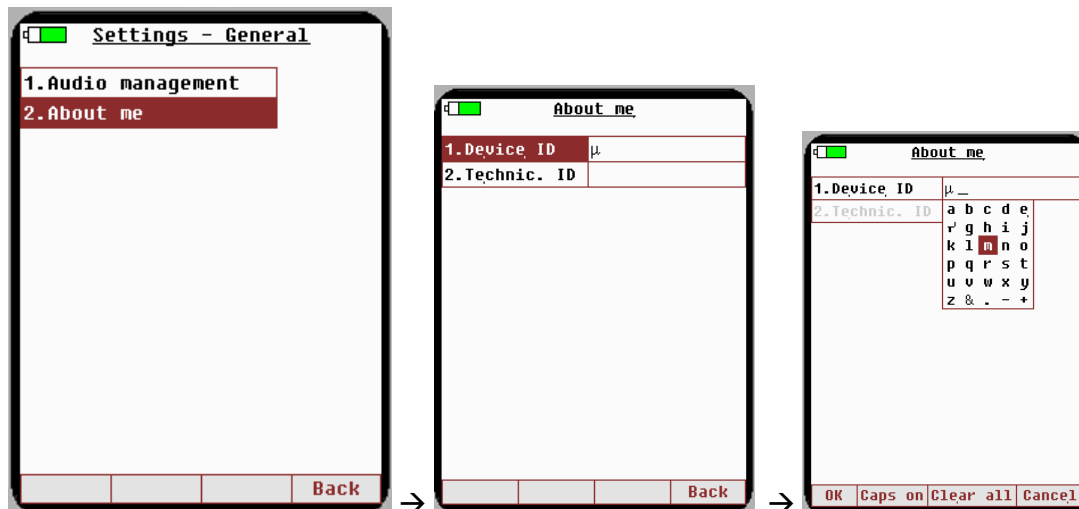 Settings - General
1.Audio management
2.About me
Back
→
About me
1.Device ID μ
2.Technic. ID
Back
→
About me
1.Device ID μ_
2.Technic. ID
a b c d e
g h i j
k l m n o
p q r s t
u v w x y
z & . - +
OK Caps on Clear all Cancel